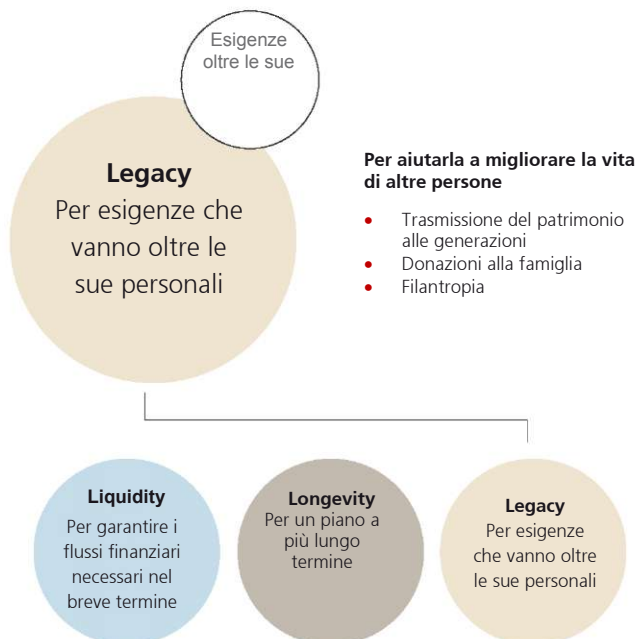 Esigenze
oltre le sue
Legacy
Per esigenze che
vanno oltre le
sue personali
Per aiutarla a migliorare la vita
di altre persone
• Trasmissione del patrimonio
alle generazioni
• Donazioni alla famiglia
• Filantropia
Liquidity
Per garantire i
flussi finanziari
necessari nel
breve termine
Longevity
Per un piano a
più lungo
termine
Legacy
Per esigenze
che vanno oltre
le sue personali